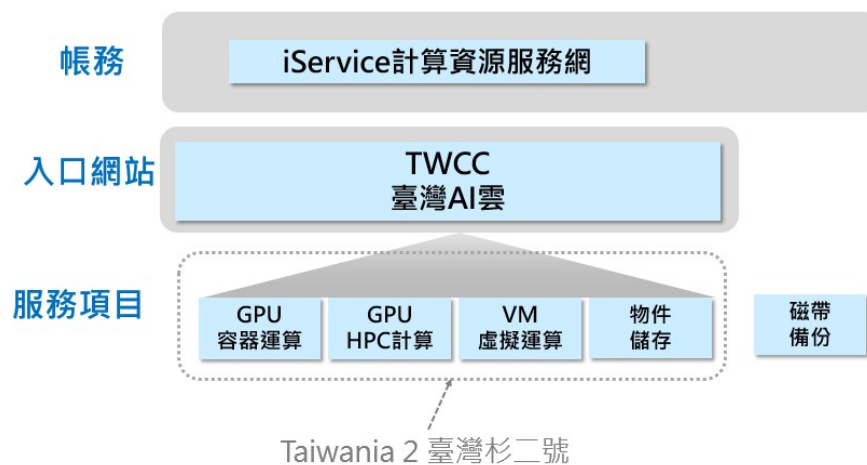 帳務
iService計算資源服務網
入口網站
TWCC
臺灣AI雲
服務項目
GPU
容器運算
GPU
HPC計算
VM
虛擬運算
物件
儲存
磁帶
備份
Taiwania 2 臺灣杉二號